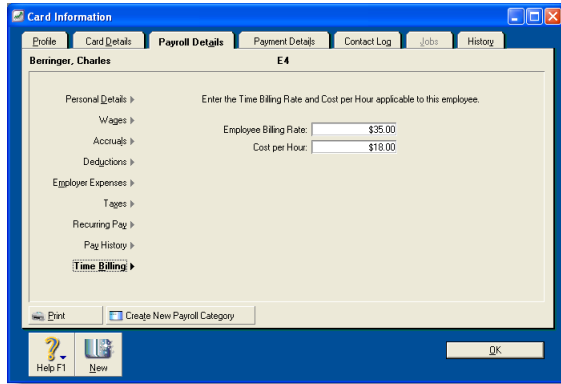 Card Information
Profile Card Details Payroll Details Payment Details Contact Log Jobs History
Berringer, Charles E4
Personal Details
Enter the Time Billing Rate and Cost per Hour applicable to this employee.
Wages
Employee Billing Rate: $35.00
Accruals
Cost per Hour: $18.00
Deductions
Employer Expenses
Taxes
Recurring Pay
Pay History
Time Billing
Print Create New Payroll Category
Help F1 New OK